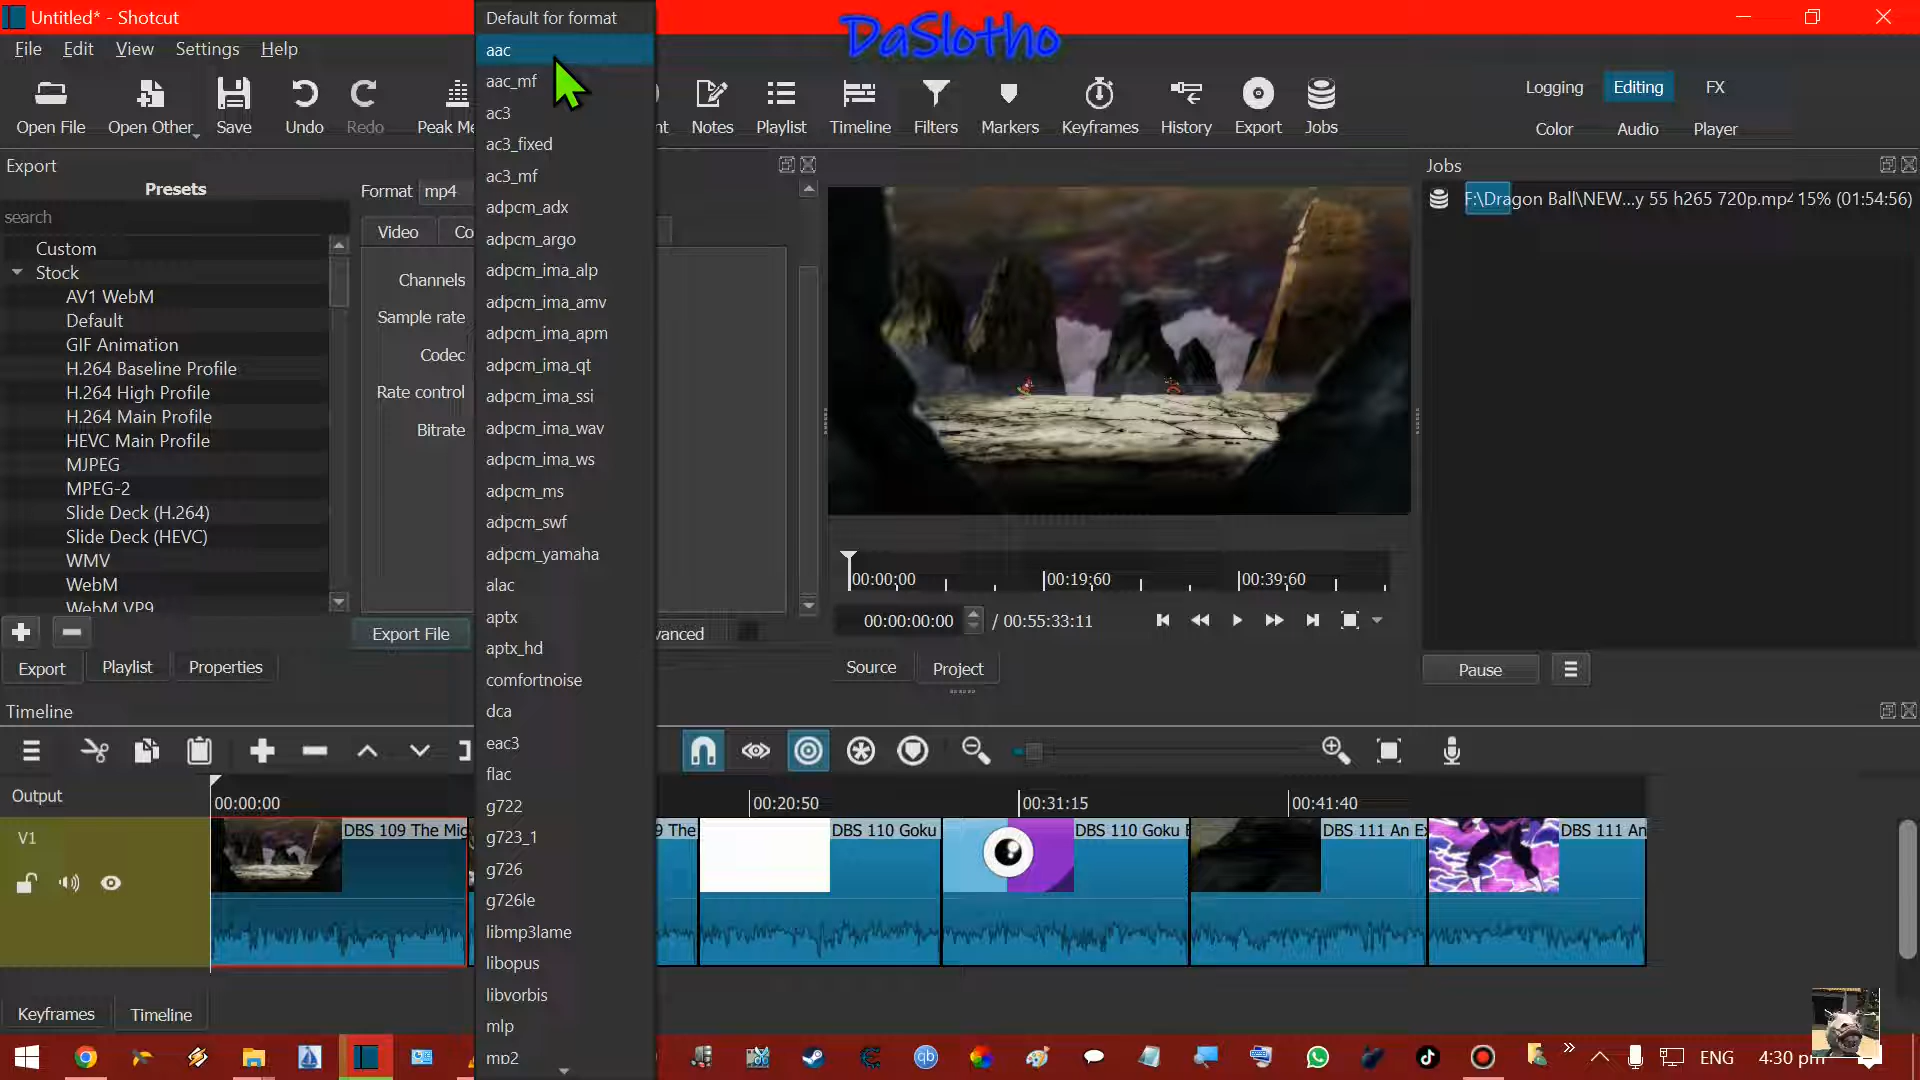 Untitled* - Shotcut
DaSlotho
File Edit View Settings Help
Open File Open Other Save Undo Redo Peak Me nt Notes Playlist Timeline Filters Markers Keyframes History Export Jobs
Logging Editing FX
Color Audio Player
Default for format
aac
aac_mf
ac3
ac3_fixed
ac3_mf
adpcm_adx
adpcm_argo
adpcm_ima_alp
adpcm_ima_amv
adpcm_ima_apm
adpcm_ima_qt
adpcm_ima_ssi
adpcm_ima_wav
adpcm_ima_ws
adpcm_ms
adpcm_swf
adpcm_yamaha
alac
aptx
aptx_hd
comfortnoise
dca
eac3
flac
g722
g723_1
g726
g726le
libmp3lame
libopus
libvorbis
mlp
mp2
Export
Presets
search
Custom
Stock
AV1 WebM
Default
GIF Animation
H.264 Baseline Profile
H.264 High Profile
H.264 Main Profile
HEVC Main Profile
MJPEG
MPEG-2
Slide Deck (H.264)
Slide Deck (HEVC)
WMV
WebM
WebM VP9
Format mp4
Video Co
Channels
Sample rate
Codec
Rate control
Bitrate
Export File vanced
Export Playlist Properties
00:00:00 00:19:60 00:39:60
00:00:00:00 / 00:55:33:11
Source Project
Jobs
F:\Dragon Ball\NEW...y 55 h265 720p.mp4 15% (01:54:56)
Pause
Timeline
Output
00:00:00 00:20:50 00:31:15 00:41:40
V1
DBS 109 The Mig 9 The DBS 110 Goku DBS 110 Goku E DBS 111 An Ex DBS 111 An
Keyframes Timeline
ENG 4:30 pm